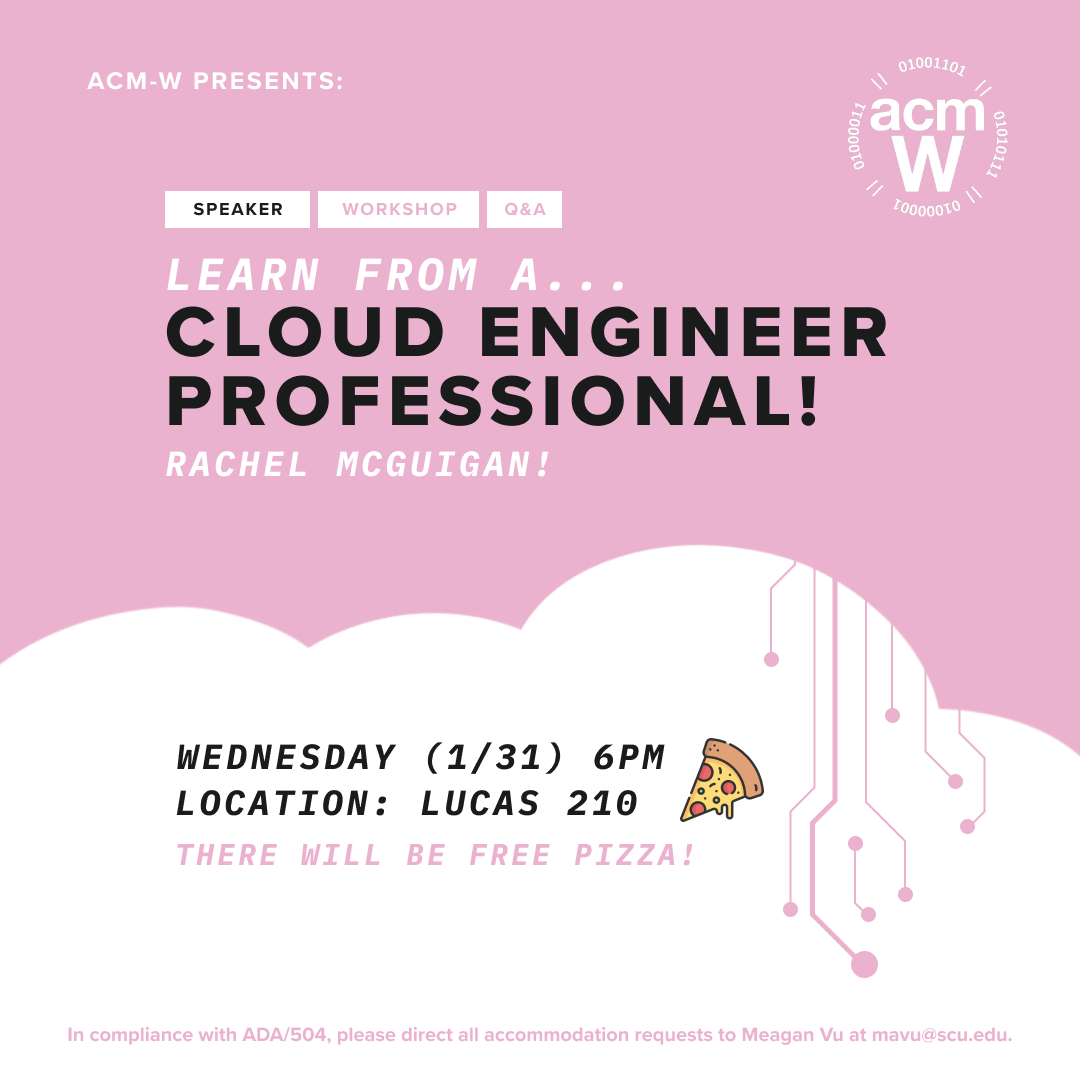 ACM-W PRESENTS:
01001101
//
//
01000011
acm
01010111
W
//
//
01000001
SPEAKER WORKSHOP Q&A
LEARN FROM A...
CLOUD ENGINEER
PROFESSIONAL!
RACHEL MCGUIGAN!
WEDNESDAY (1/31) 6PM
LOCATION: LUCAS 210
THERE WILL BE FREE PIZZA!
In compliance with ADA/504, please direct all accommodation requests to Meagan Vu at mavu@scu.edu.